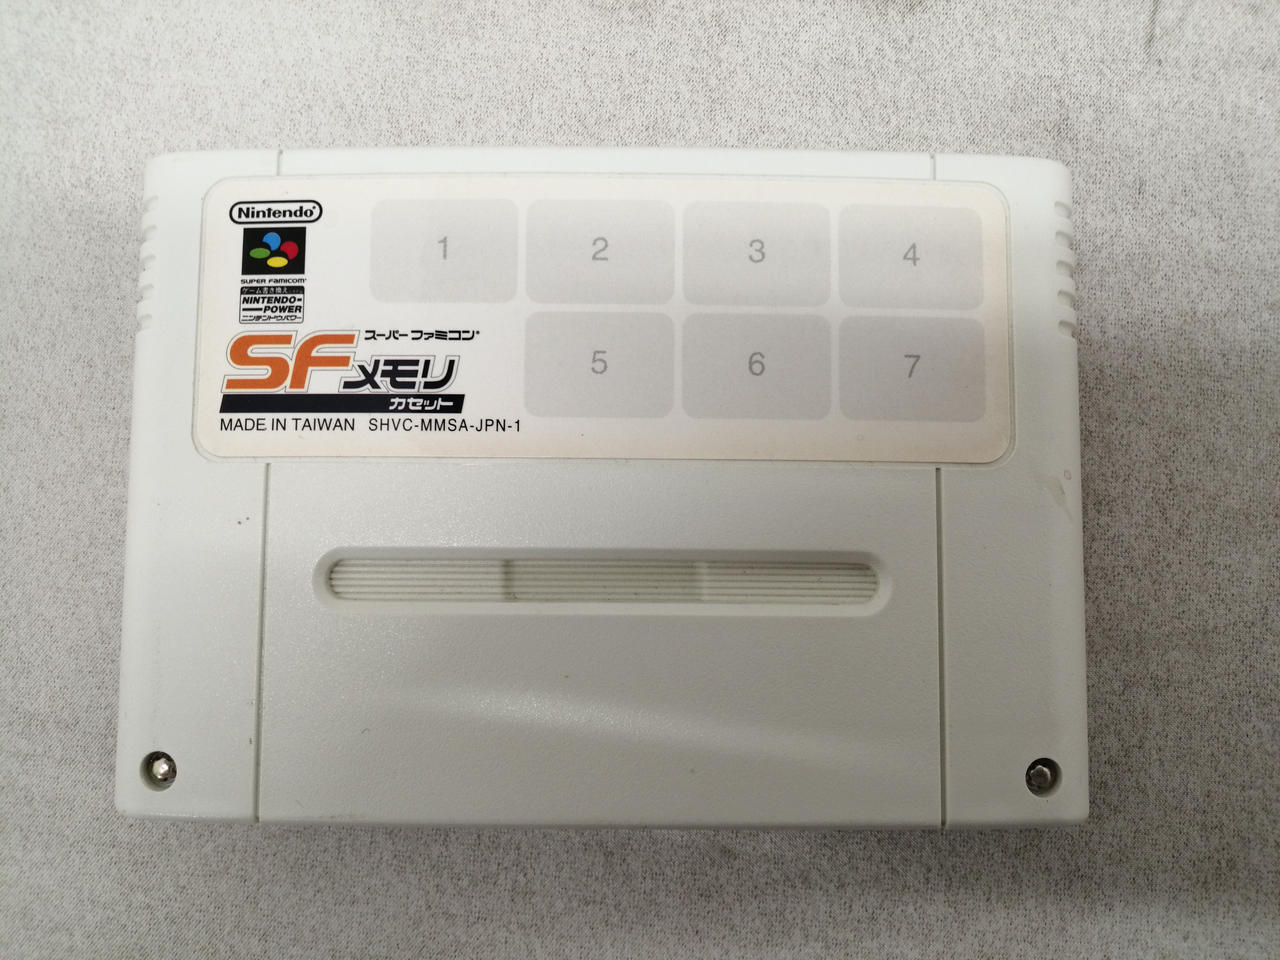 Nintendo®
SUPER FAMICOM®
ゲーム書き換え
NINTENDO
POWER
ニンテンドウパワー
スーパーファミコン®
SFメモリ
カセット
MADE IN TAIWAN SHVC-MMSA-JPN-1
1 2 3 4
5 6 7